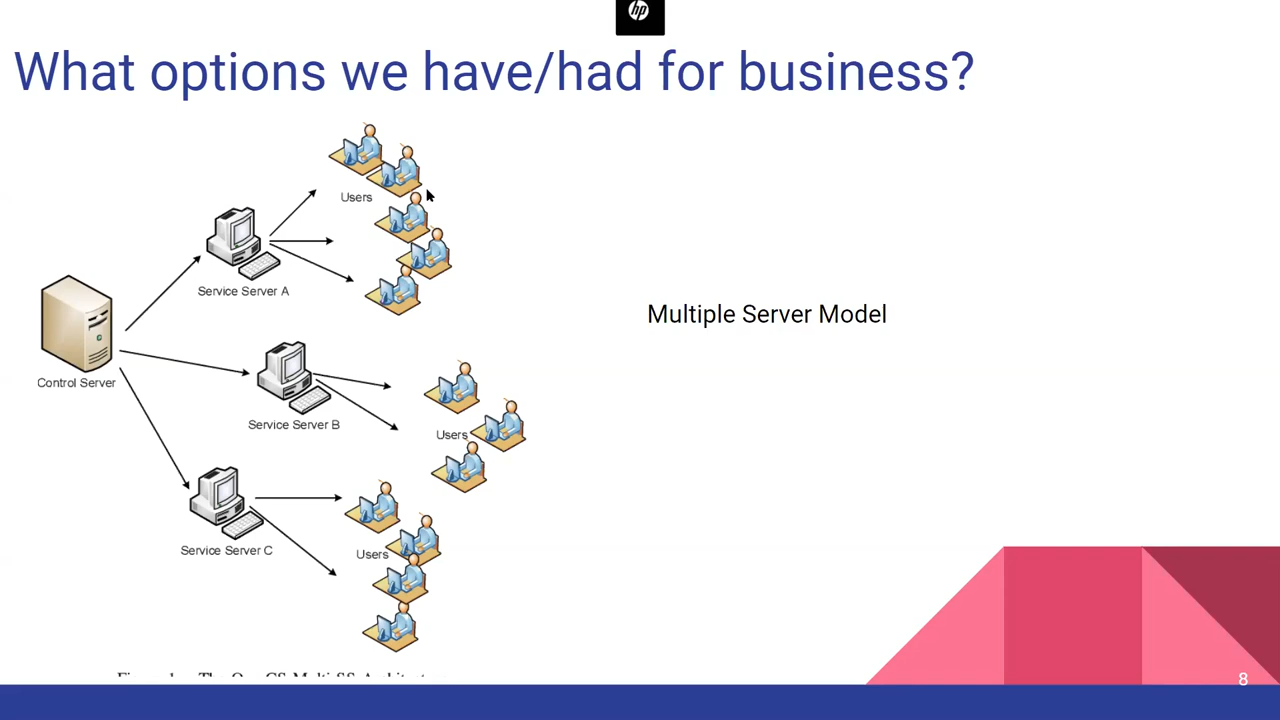 hp
What options we have/had for business?
Users
Service Server A
Multiple Server Model
Control Server
Service Server B
Users
Service Server C
Users
8